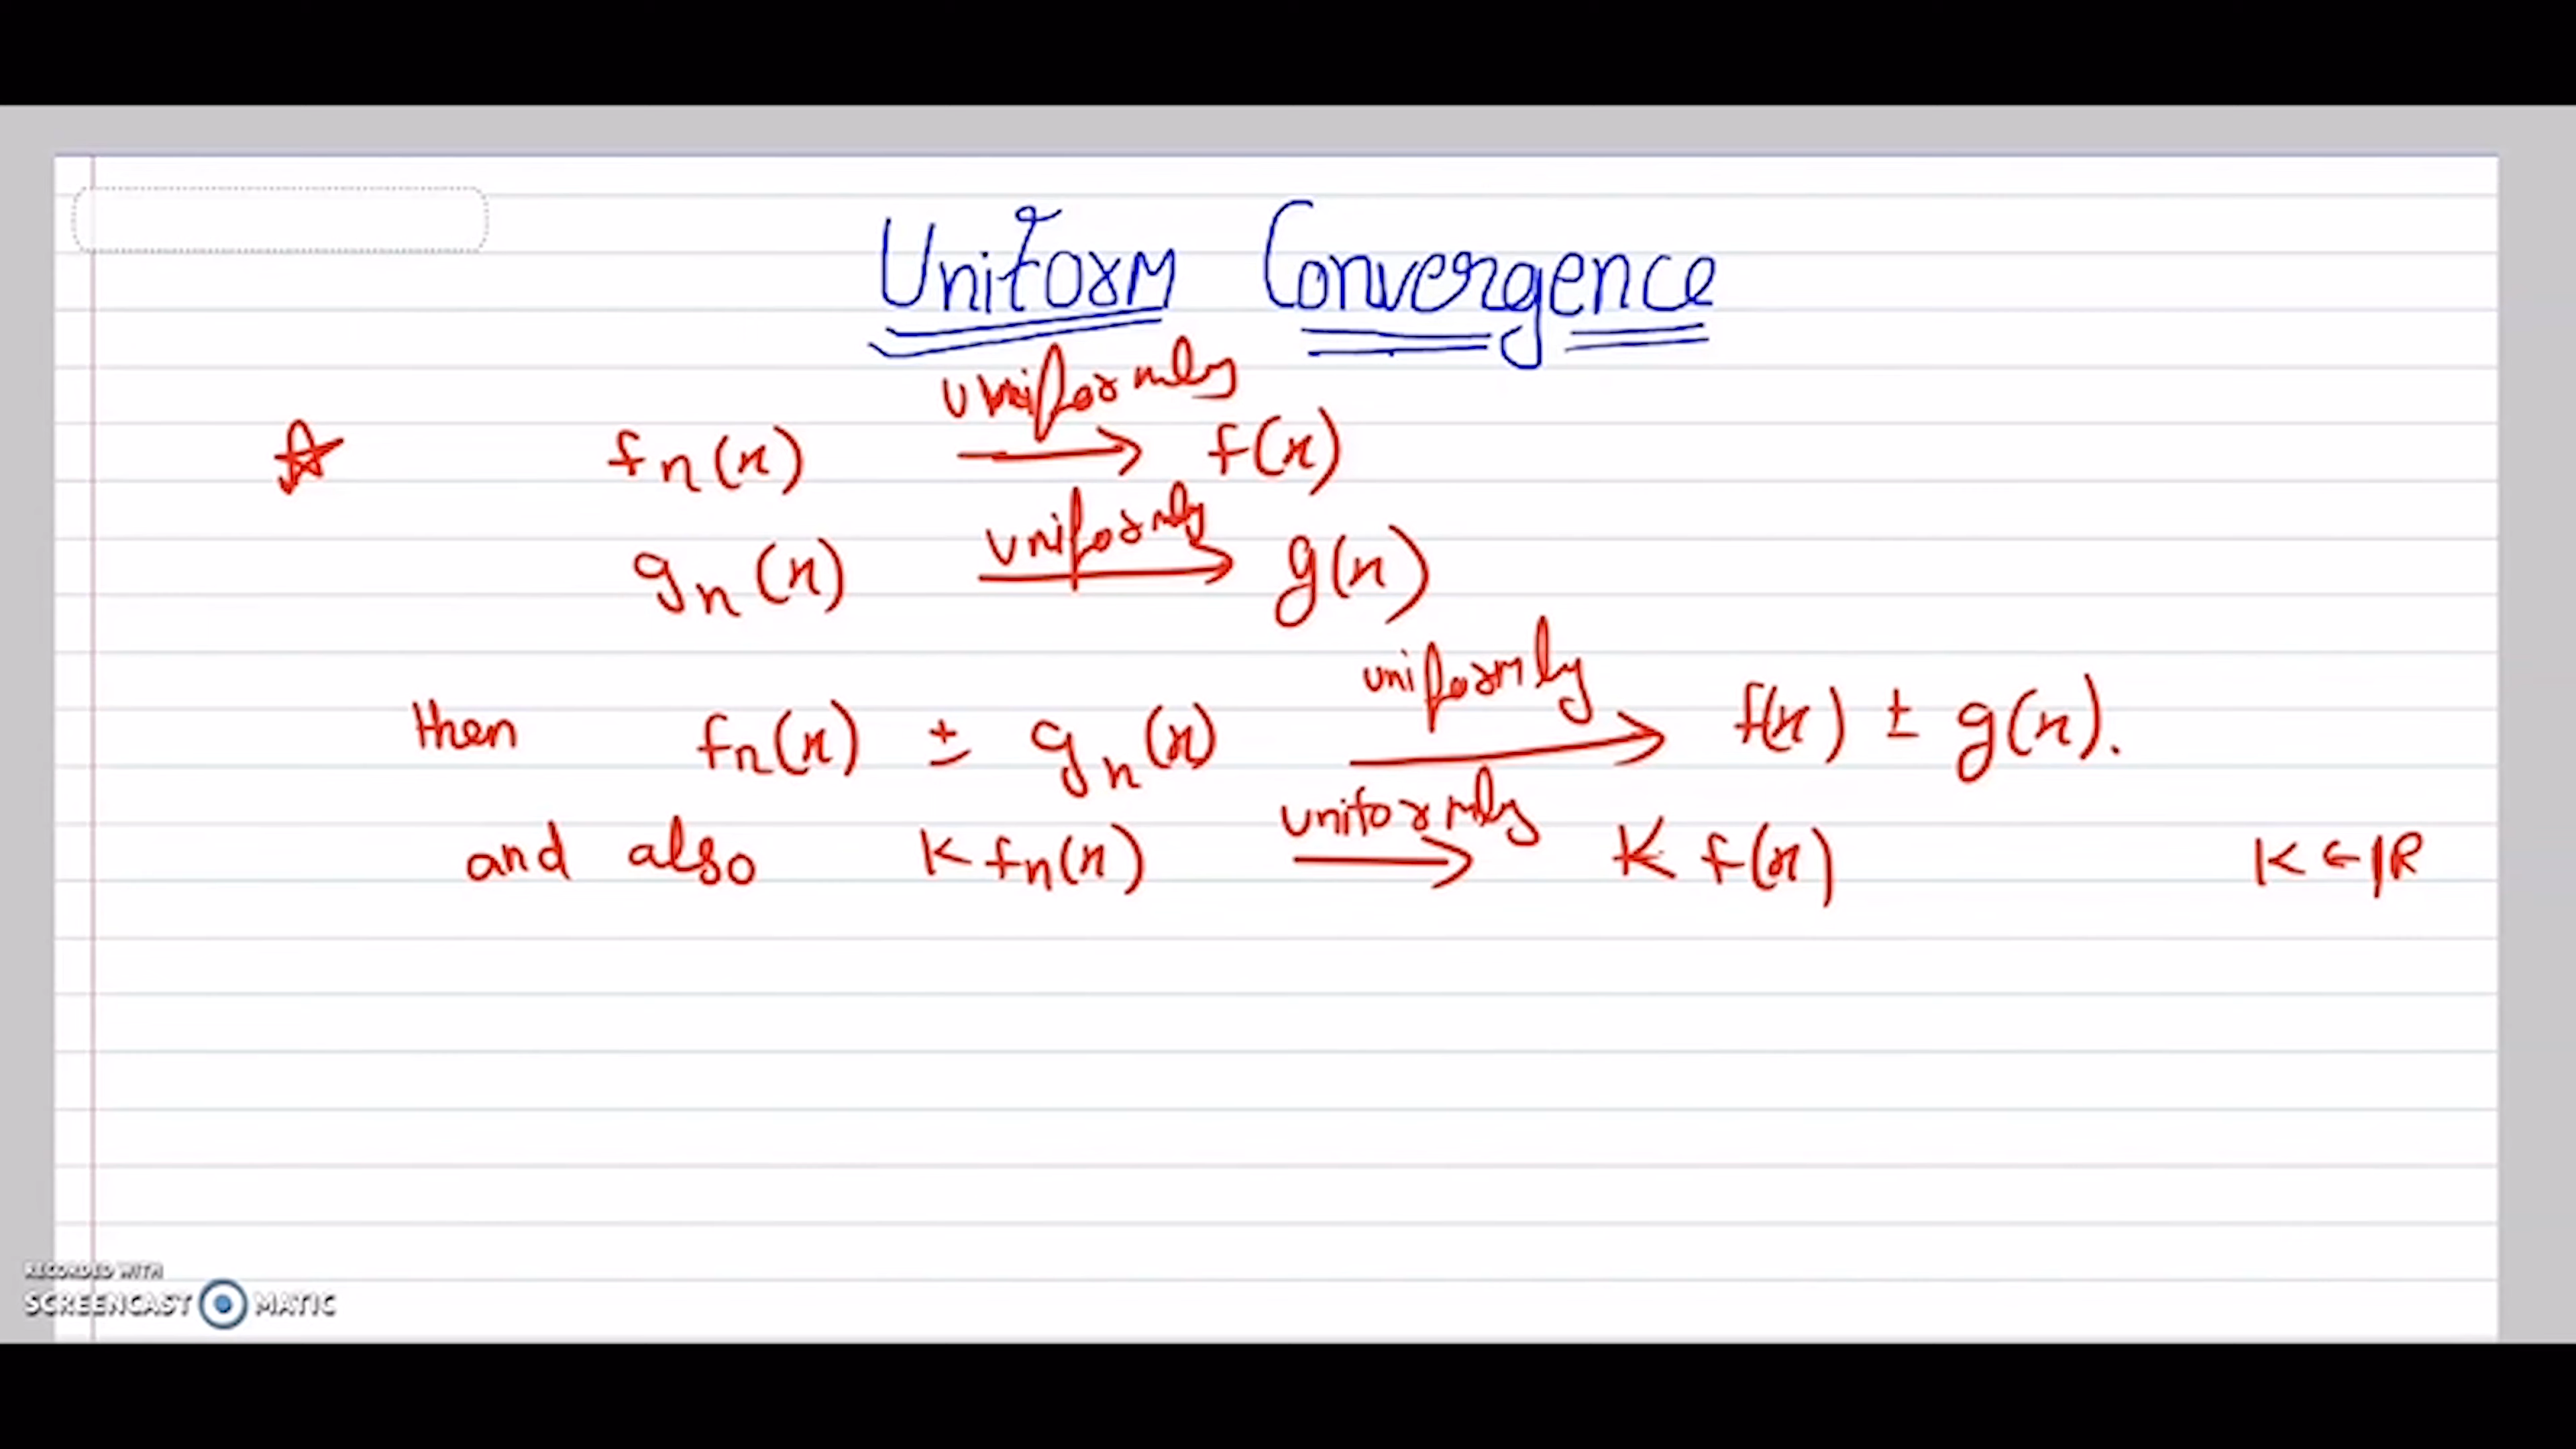 Uniform Convergence
☆ fn(x) uniformly → f(x)
gn(x) uniformly → g(x)
then fn(x) ± gn(x) uniformly → f(x) ± g(x).
and also K fn(x) uniformly → K f(x) K ∈ ℝ
RECORDED WITH
SCREENCAST MATIC